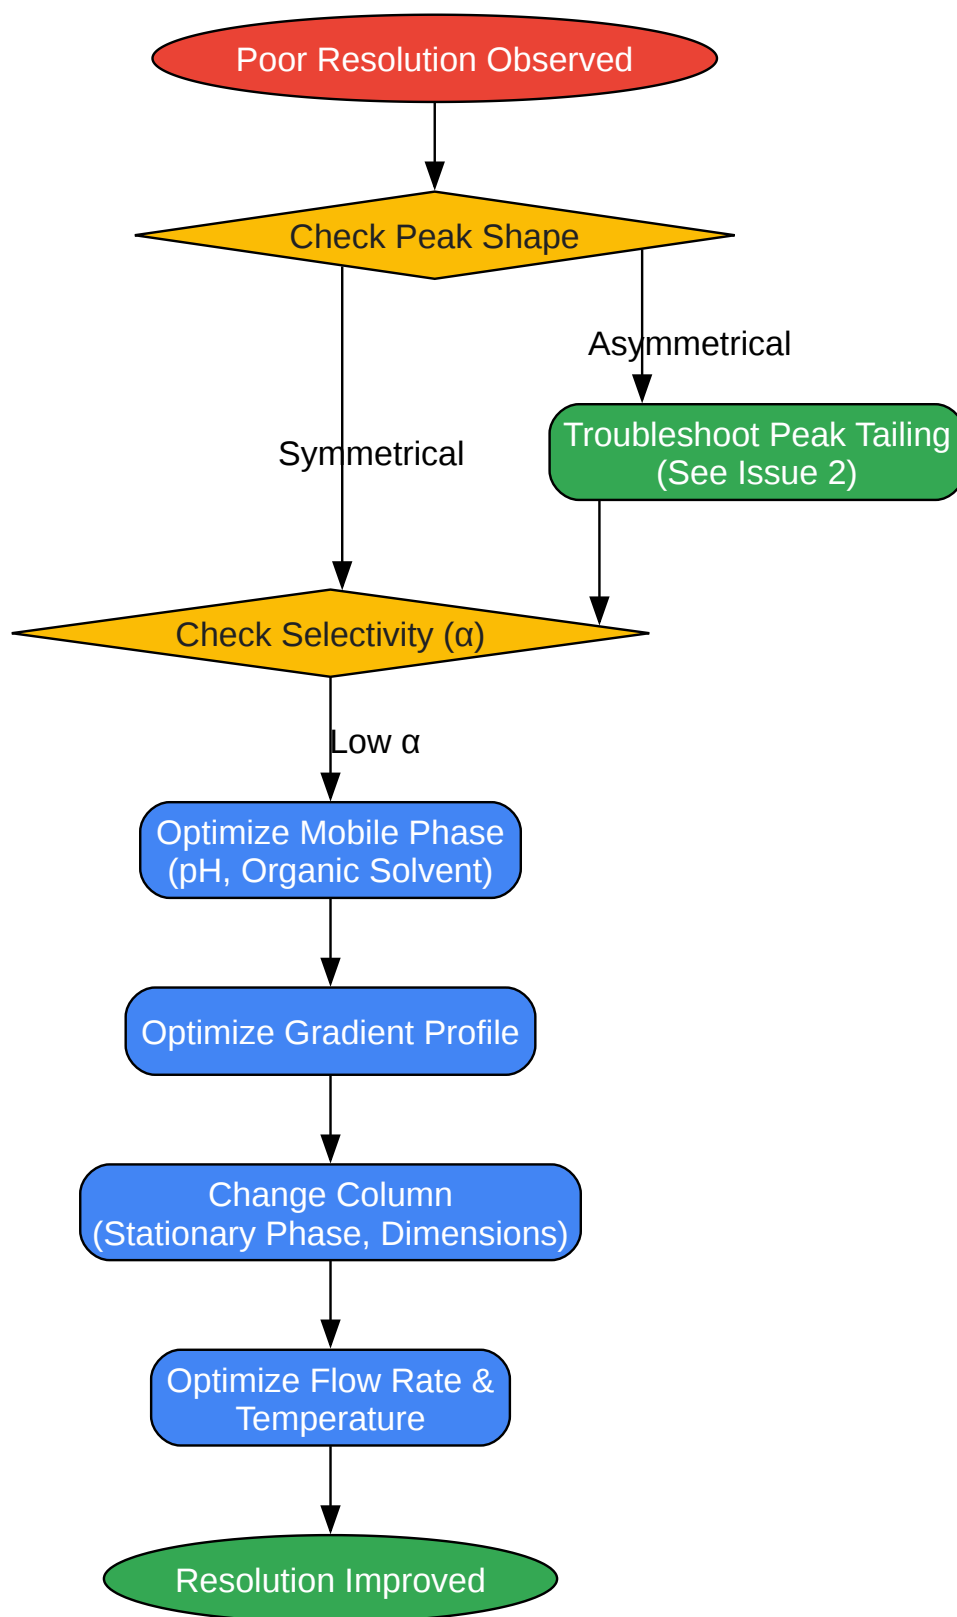 Poor Resolution Observed
Check Peak Shape
Asymmetrical
Troubleshoot Peak Tailing
(See Issue 2)
Symmetrical
Check Selectivity (α)
Low α
Optimize Mobile Phase
(pH, Organic Solvent)
Optimize Gradient Profile
Change Column
(Stationary Phase, Dimensions)
Optimize Flow Rate &
Temperature
Resolution Improved